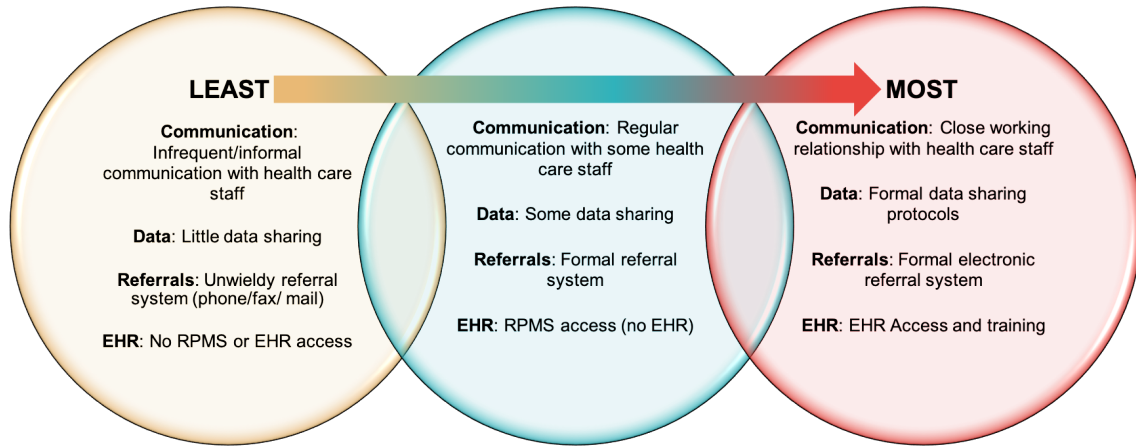 LEAST
Communication:
Infrequent/informal
communication with health care
staff
Data: Little data sharing
Referrals: Unwieldy referral
system (phone/fax/ mail)
EHR: No RPMS or EHR access
Communication: Regular
communication with some health
care staff
Data: Some data sharing
Referrals: Formal referral
system
EHR: RPMS access (no EHR)
MOST
Communication: Close working
relationship with health care staff
Data: Formal data sharing
protocols
Referrals: Formal electronic
referral system
EHR: EHR Access and training